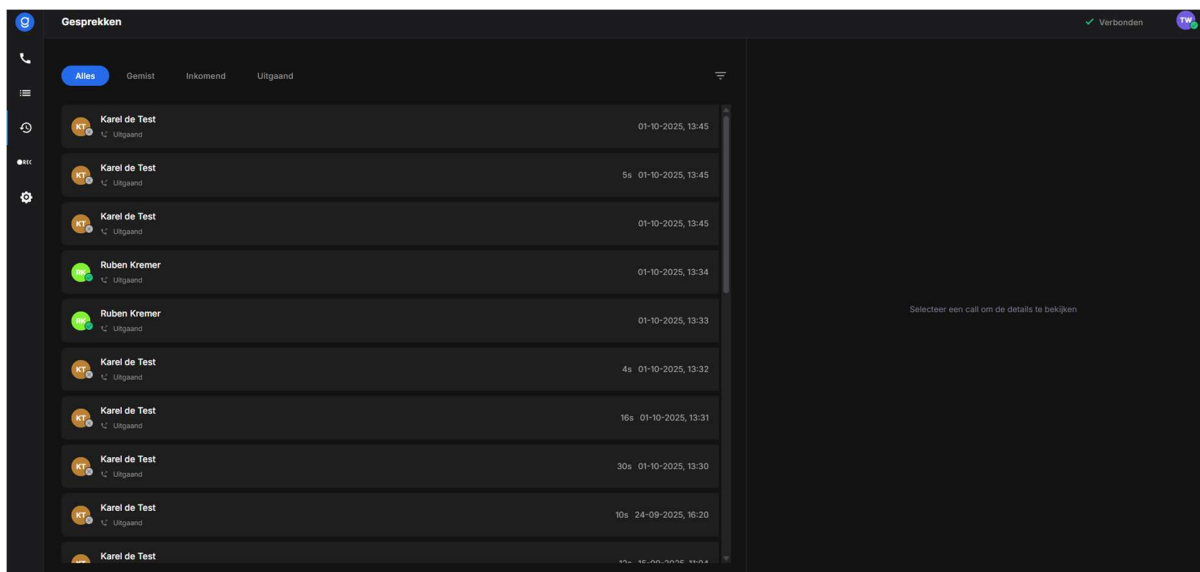 g
Gesprekken
Verbonden
TW
Alles Gemist Inkomend Uitgaand
KT Karel de Test 01-10-2025, 13:45
Uitgaand
KT Karel de Test 5s 01-10-2025, 13:45
Uitgaand
KT Karel de Test 01-10-2025, 13:45
Uitgaand
RK Ruben Kremer 01-10-2025, 13:34
Uitgaand
RK Ruben Kremer 01-10-2025, 13:33
Uitgaand
KT Karel de Test 4s 01-10-2025, 13:32
Uitgaand
KT Karel de Test 16s 01-10-2025, 13:31
Uitgaand
KT Karel de Test 30s 01-10-2025, 13:30
Uitgaand
KT Karel de Test 10s 24-09-2025, 16:20
Uitgaand
Karel de Test
REC
Selecteer een call om de details te bekijken